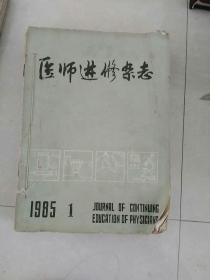 医师进修杂志
1985 1
JOURNAL OF CONTINUING
EDUCATION OF PHYSICIANS